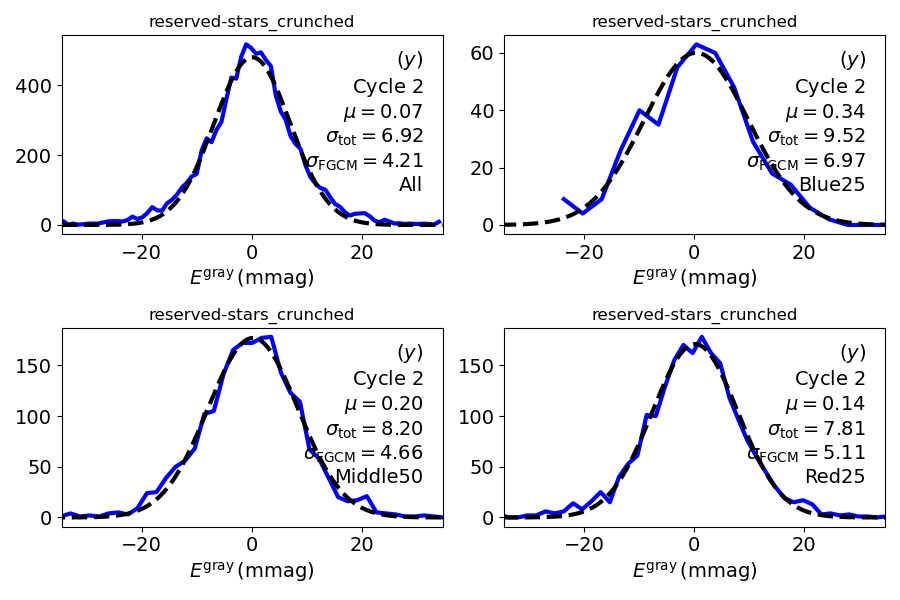 reserved-stars_crunched
400
200
0
−20
0
20
E^gray (mmag)
(y)
Cycle 2
μ = 0.07
σ_tot = 6.92
σ_FGCM = 4.21
All
reserved-stars_crunched
60
40
20
0
−20
0
20
E^gray (mmag)
(y)
Cycle 2
μ = 0.34
σ_tot = 9.52
σ_FGCM = 6.97
Blue25
reserved-stars_crunched
150
100
50
0
−20
0
20
E^gray (mmag)
(y)
Cycle 2
μ = 0.20
σ_tot = 8.20
σ_FGCM = 4.66
Middle50
reserved-stars_crunched
150
100
50
0
−20
0
20
E^gray (mmag)
(y)
Cycle 2
μ = 0.14
σ_tot = 7.81
σ_FGCM = 5.11
Red25